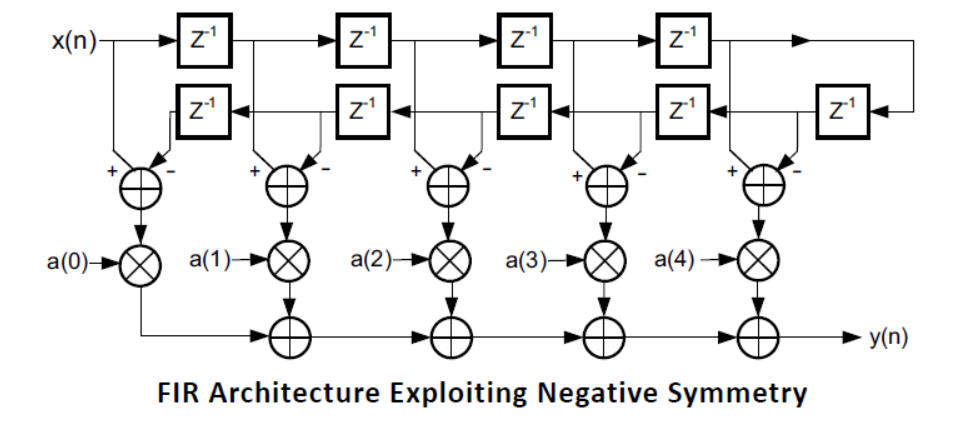 x(n) Z-1 Z-1 Z-1 Z-1
Z-1 Z-1 Z-1 Z-1 Z-1
+ - + - + - + - + -
a(0) a(1) a(2) a(3) a(4)
y(n)
FIR Architecture Exploiting Negative Symmetry